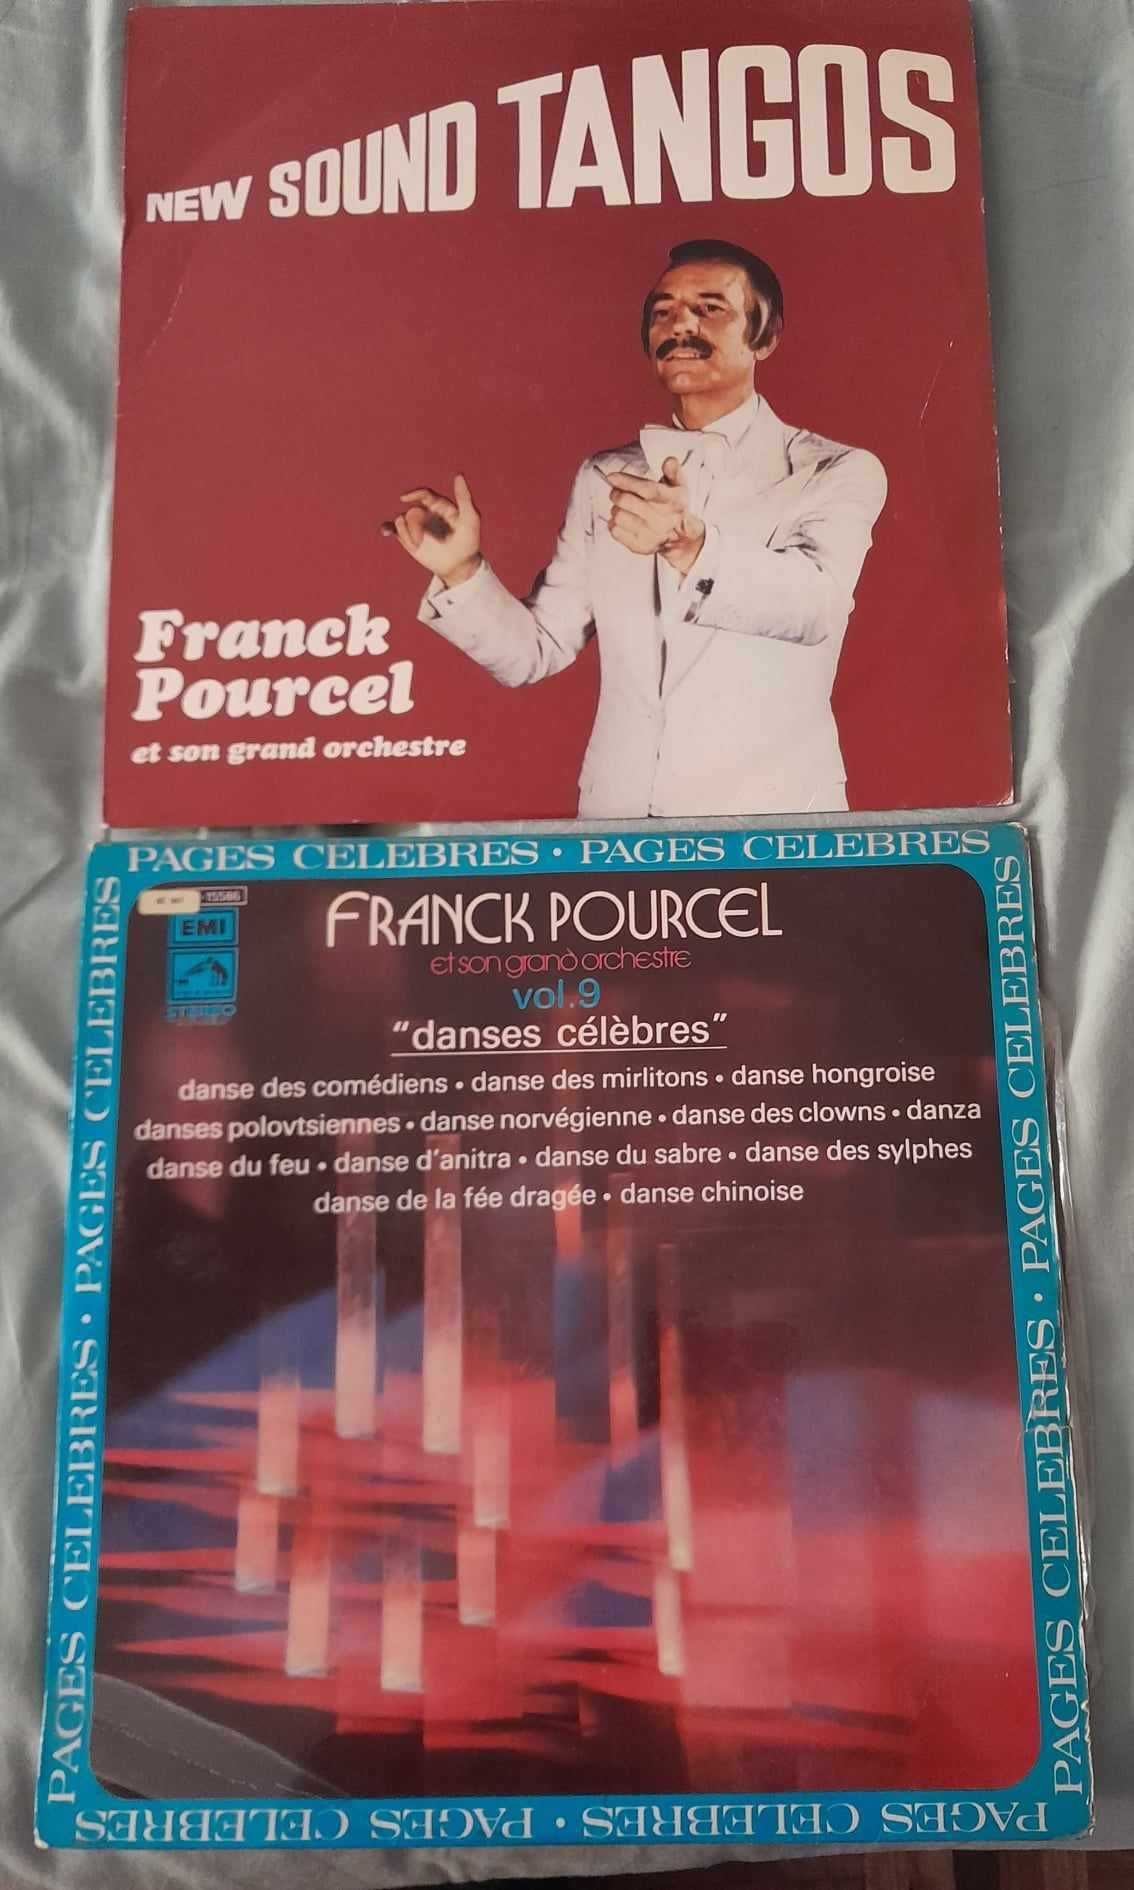 NEW SOUND TANGOS
Franck
Pourcel
et son grand orchestre
PAGES CELEBRES • PAGES CELEBRES
15586
EMI
STEREO
FRANCK POURCEL
et son grand orchestre
vol.9
"danses célèbres"
danse des comédiens • danse des mirlitons • danse hongroise
danses polovtsiennes • danse norvégienne • danse des clowns • danza
danse du feu • danse d'anitra • danse du sabre • danse des sylphes
danse de la fée dragée • danse chinoise
PAGES CELEBRES • PAGES CELEBRES
PAGES CELEBRES • PAGES CELEBRES
PAGES CELEBRES • PAGES CELEBRES